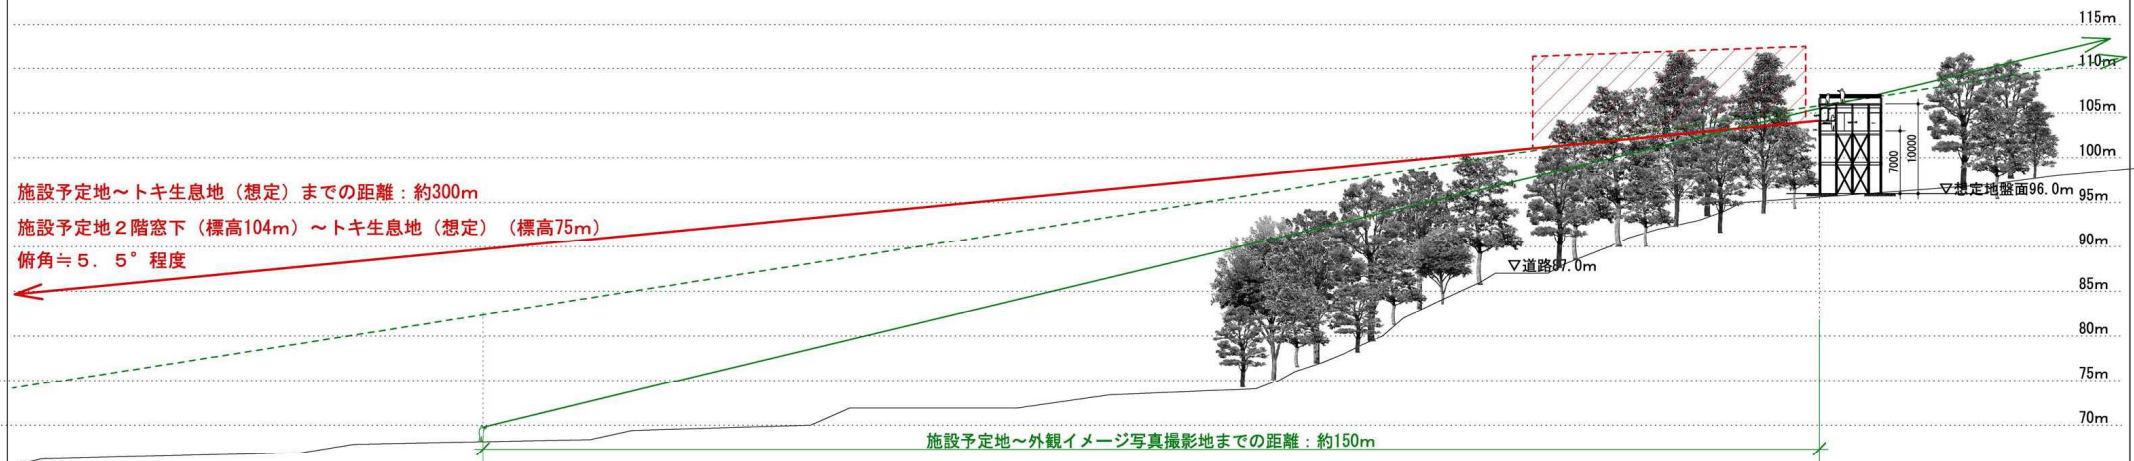 115m
110m
105m
100m
95m
90m
85m
80m
75m
70m
施設予定地～トキ生息地（想定）までの距離：約300m
施設予定地２階窓下（標高104m）～トキ生息地（想定）（標高75m）
俯角≒５．５°程度
7000
10000
▽想定地盤面96.0m
▽道路87.0m
施設予定地～外観イメージ写真撮影地までの距離：約150m